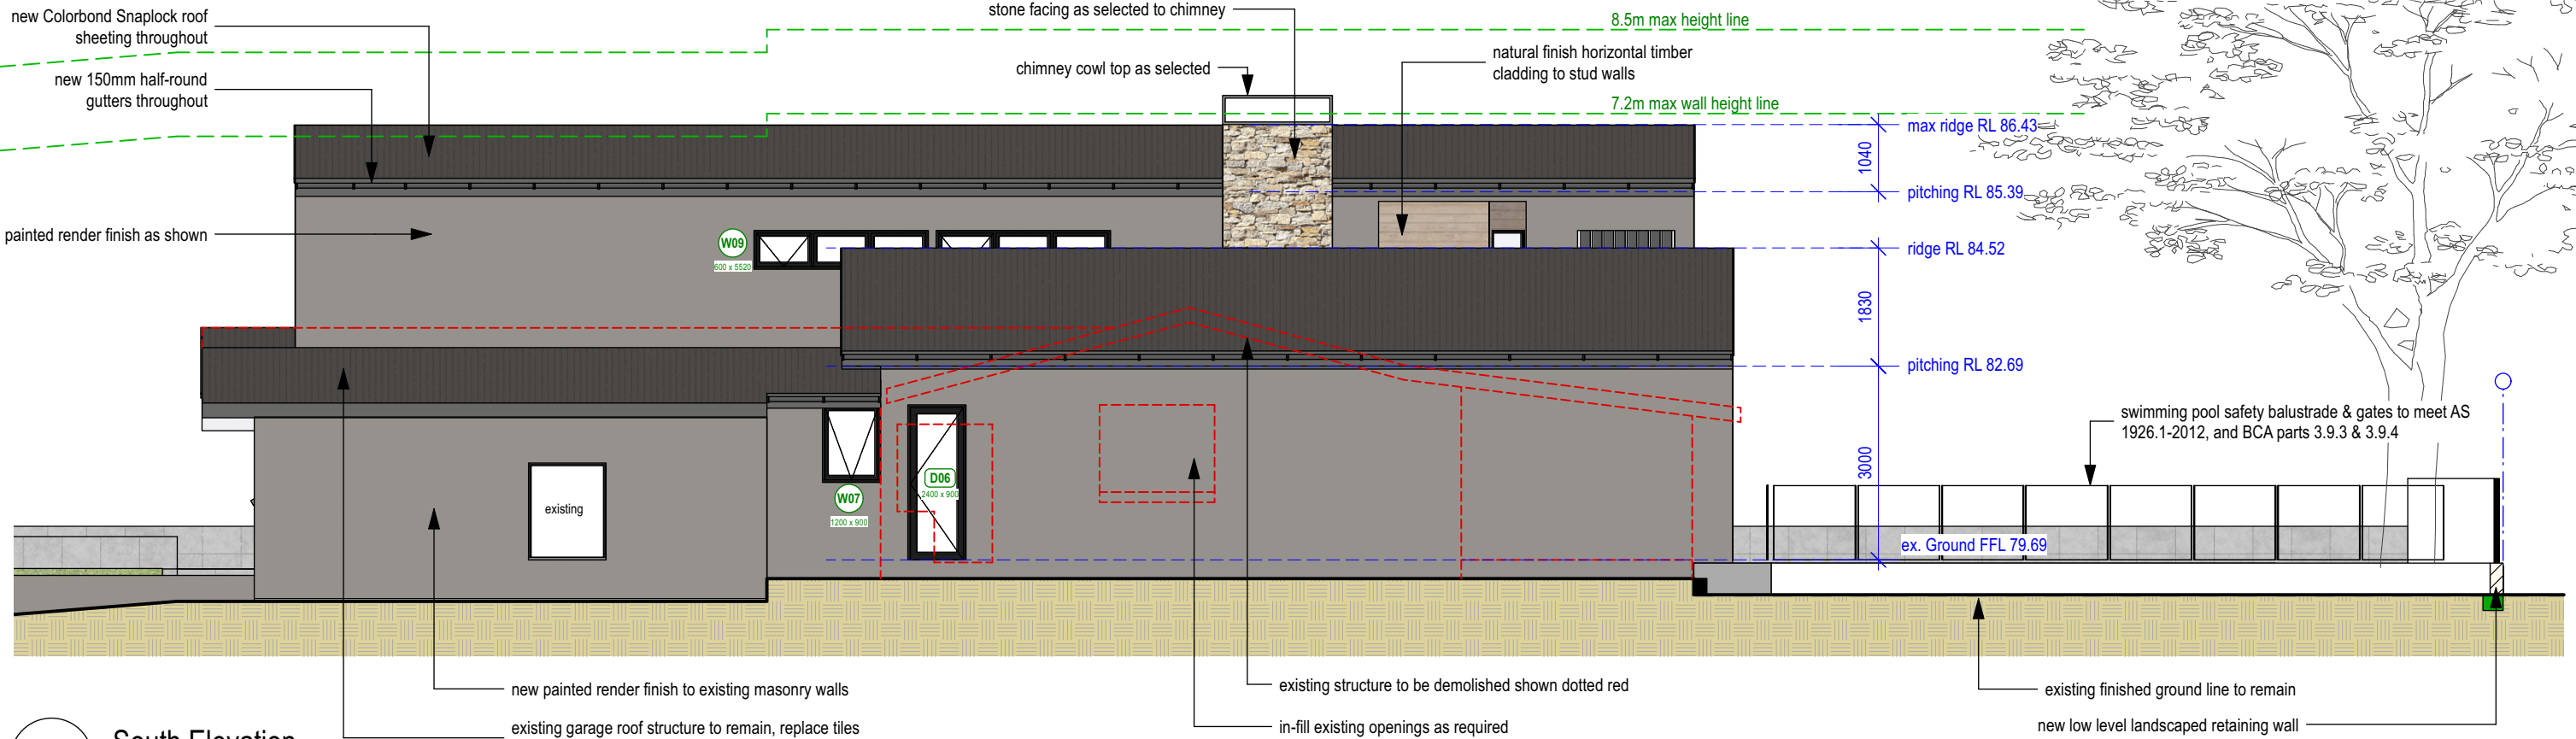 new Colorbond Snaplock roof
sheeting throughout
stone facing as selected to chimney
8.5m max height line
natural finish horizontal timber
cladding to stud walls
chimney cowl top as selected
new 150mm half-round
gutters throughout
7.2m max wall height line
max ridge RL 86.43
1040
pitching RL 85.39
painted render finish as shown
W09
600 x 5520
ridge RL 84.52
1830
pitching RL 82.69
swimming pool safety balustrade & gates to meet AS
1926.1-2012, and BCA parts 3.9.3 & 3.9.4
3000
D06
2400 x 900
W07
1200 x 900
existing
ex. Ground FFL 79.69
new painted render finish to existing masonry walls
existing structure to be demolished shown dotted red
existing finished ground line to remain
existing garage roof structure to remain, replace tiles
in-fill existing openings as required
new low level landscaped retaining wall
South Elevation